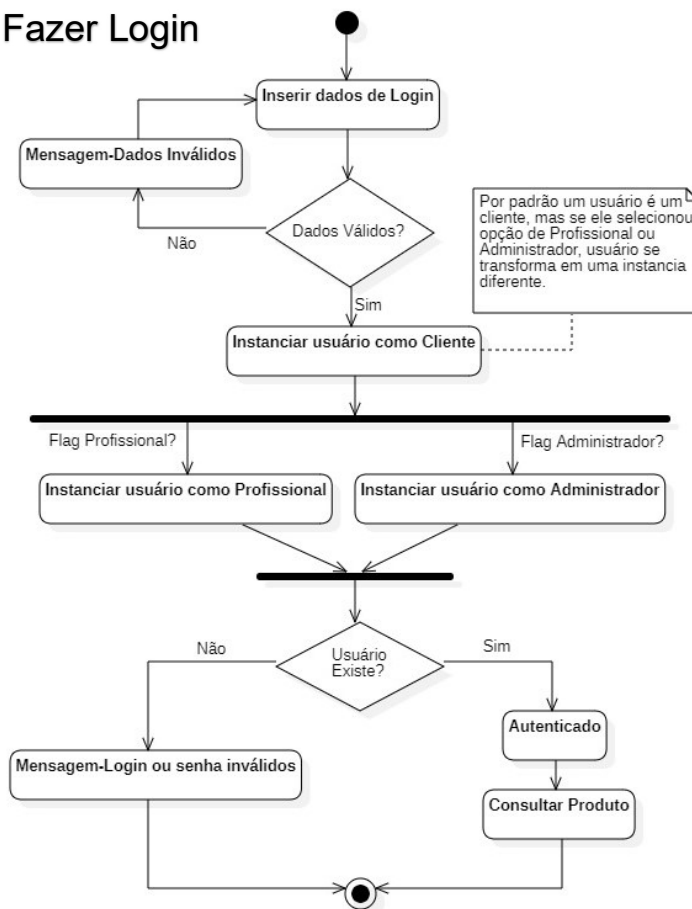 Fazer Login
Inserir dados de Login
Mensagem-Dados Inválidos
Dados Válidos?
Não
Por padrão um usuário é um
cliente, mas se ele selecionou
opção de Profissional ou
Administrador, usuário se
transforma em uma instancia
diferente.
Sim
Instanciar usuário como Cliente
Flag Profissional?
Flag Administrador?
Instanciar usuário como Profissional
Instanciar usuário como Administrador
Não
Usuário
Existe?
Sim
Autenticado
Mensagem-Login ou senha inválidos
Consultar Produto